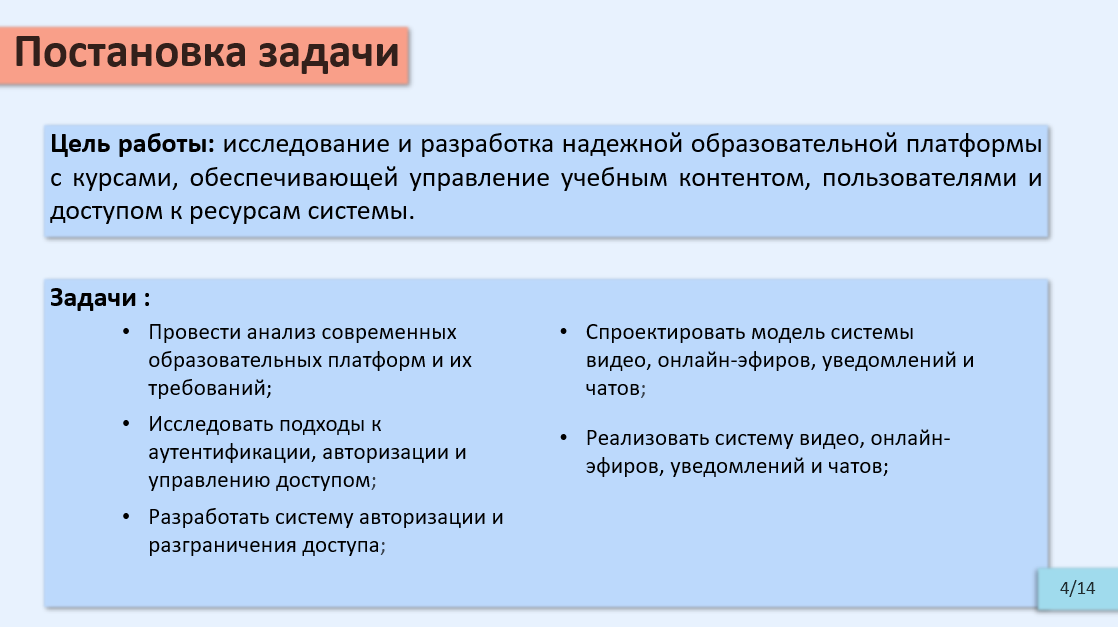 Постановка задачи
Цель работы: исследование и разработка надежной образовательной платформы
с курсами, обеспечивающей управление учебным контентом, пользователями и
доступом к ресурсам системы.
Задачи :
• Провести анализ современных
образовательных платформ и их
требований;
• Исследовать подходы к
аутентификации, авторизации и
управлению доступом;
• Разработать систему авторизации и
разграничения доступа;
• Спроектировать модель системы
видео, онлайн-эфиров, уведомлений и
чатов;
• Реализовать систему видео, онлайн-
эфиров, уведомлений и чатов;
4/14